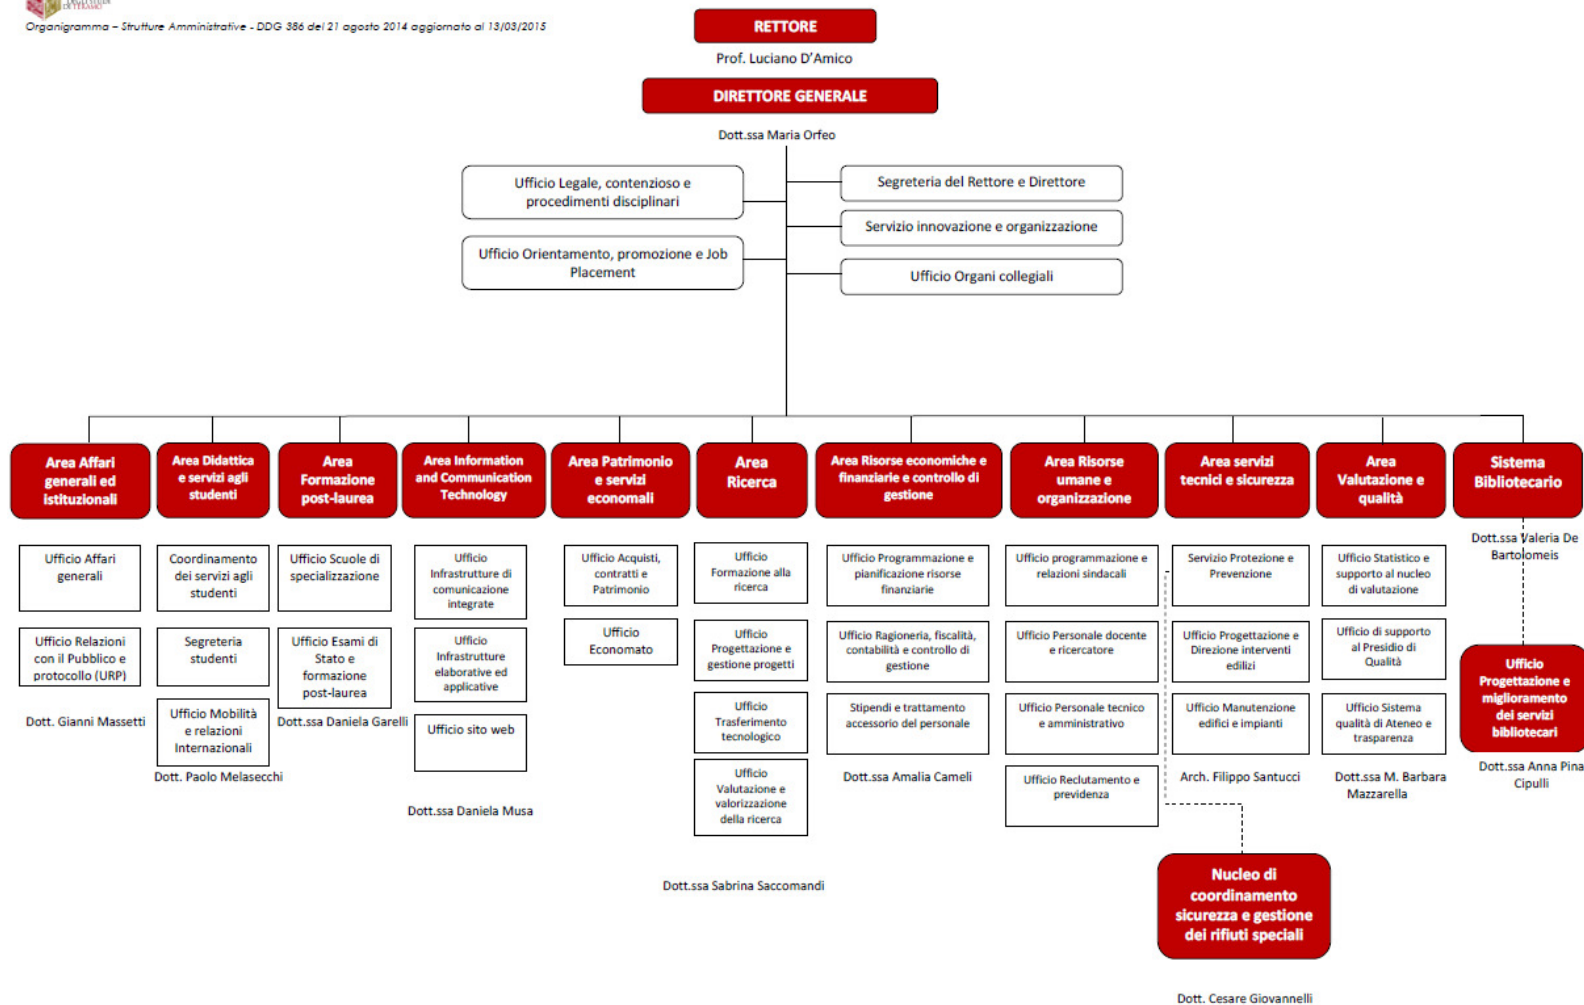 DEGLI STUDI
DI TERAMO
Organigramma – Strutture Amministrative - DDG 386 del 21 agosto 2014 aggiornato al 13/03/2015
RETTORE
Prof. Luciano D'Amico
DIRETTORE GENERALE
Dott.ssa Maria Orfeo
Ufficio Legale, contenzioso e
procedimenti disciplinari
Segreteria del Rettore e Direttore
Servizio innovazione e organizzazione
Ufficio Orientamento, promozione e Job
Placement
Ufficio Organi collegiali
Area Affari
generali ed
istituzionali
Ufficio Affari
generali
Ufficio Relazioni
con il Pubblico e
protocollo (URP)
Dott. Gianni Massetti
Area Didattica
e servizi agli
studenti
Coordinamento
dei servizi agli
studenti
Segreteria
studenti
Ufficio Mobilità
e relazioni
Internazionali
Dott. Paolo Melasecchi
Area
Formazione
post-laurea
Ufficio Scuole di
specializzazione
Ufficio Esami di
Stato e
formazione
post-laurea
Dott.ssa Daniela Garelli
Area Information
and Communication
Technology
Ufficio
Infrastrutture di
comunicazione
integrate
Ufficio
Infrastrutture
elaborative ed
applicative
Ufficio sito web
Dott.ssa Daniela Musa
Area Patrimonio
e servizi
economali
Ufficio Acquisti,
contratti e
Patrimonio
Ufficio
Economato
Area
Ricerca
Ufficio
Formazione alla
ricerca
Ufficio
Progettazione e
gestione progetti
Ufficio
Trasferimento
tecnologico
Ufficio
Valutazione e
valorizzazione
della ricerca
Dott.ssa Sabrina Saccomandi
Area Risorse economiche e
finanziarie e controllo di
gestione
Ufficio Programmazione e
pianificazione risorse
finanziarie
Ufficio Ragioneria, fiscalità,
contabilità e controllo di
gestione
Stipendi e trattamento
accessorio del personale
Dott.ssa Amalia Cameli
Area Risorse
umane e
organizzazione
Ufficio programmazione e
relazioni sindacali
Ufficio Personale docente
e ricercatore
Ufficio Personale tecnico
e amministrativo
Ufficio Reclutamento e
previdenza
Area servizi
tecnici e sicurezza
Servizio Protezione e
Prevenzione
Ufficio Progettazione e
Direzione interventi
edilizi
Ufficio Manutenzione
edifici e impianti
Arch. Filippo Santucci
Nucleo di
coordinamento
sicurezza e gestione
dei rifiuti speciali
Dott. Cesare Giovannelli
Area
Valutazione e
qualità
Ufficio Statistico e
supporto al nucleo
di valutazione
Ufficio di supporto
al Presidio di
Qualità
Ufficio Sistema
qualità di Ateneo e
trasparenza
Dott.ssa M. Barbara
Mazzarella
Sistema
Bibliotecario
Dott.ssa Valeria De
Bartolomeis
Ufficio
Progettazione e
miglioramento
dei servizi
bibliotecari
Dott.ssa Anna Pina
Cipulli